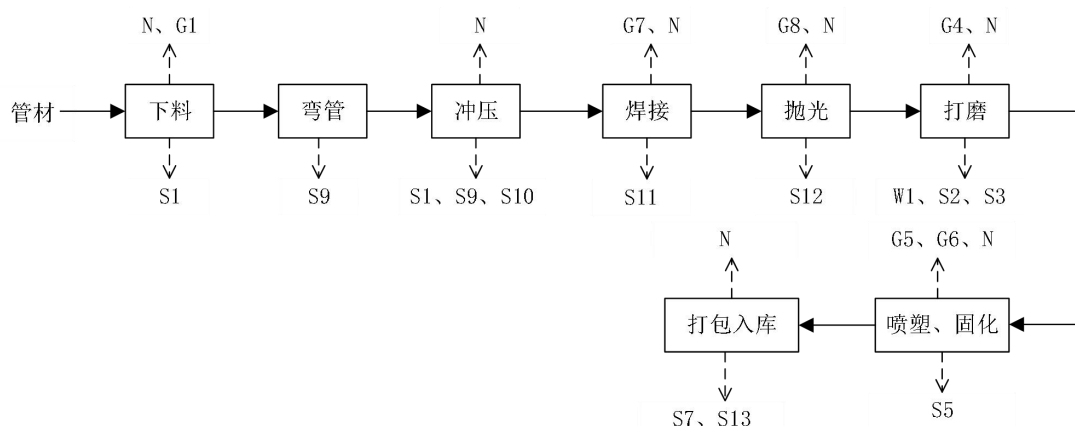 N、G1
N
G7、N
G8、N
G4、N
管材
下料
弯管
冲压
焊接
抛光
打磨
S1
S9
S1、S9、S10
S11
S12
W1、S2、S3
N
G5、G6、N
打包入库
喷塑、固化
S7、S13
S5